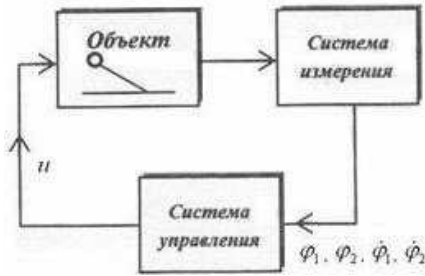 Объект
Система
измерения
u
Система
управления
φ₁, φ₂, φ̇₁, φ̇₂